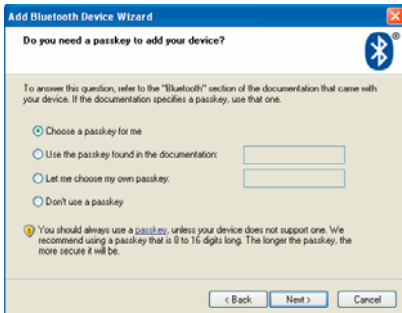 Add Bluetooth Device Wizard
Do you need a passkey to add your device?
®
To answer this question, refer to the "Bluetooth" section of the documentation that came with
your device. If the documentation specifies a passkey, use that one.
Choose a passkey for me
Use the passkey found in the documentation:
Let me choose my own passkey:
Don't use a passkey
You should always use a passkey, unless your device does not support one. We
recommend using a passkey that is 8 to 16 digits long. The longer the passkey, the
more secure it will be.
< Back
Next >
Cancel